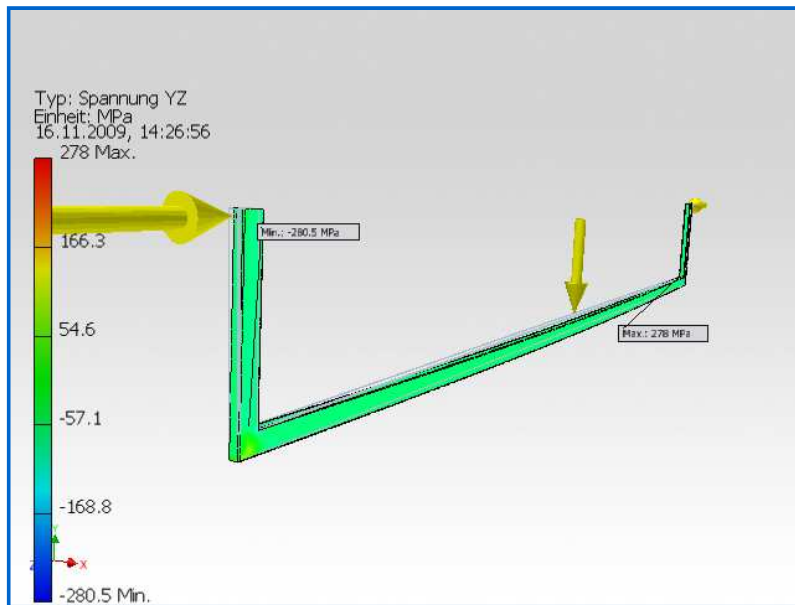 Typ: Spannung YZ
Einheit: MPa
16.11.2009, 14:26:56
278 Max.
166.3
54.6
-57.1
-168.8
-280.5 Min.
Min.: -280.5 MPa
Max.: 278 MPa
Y
Z
X